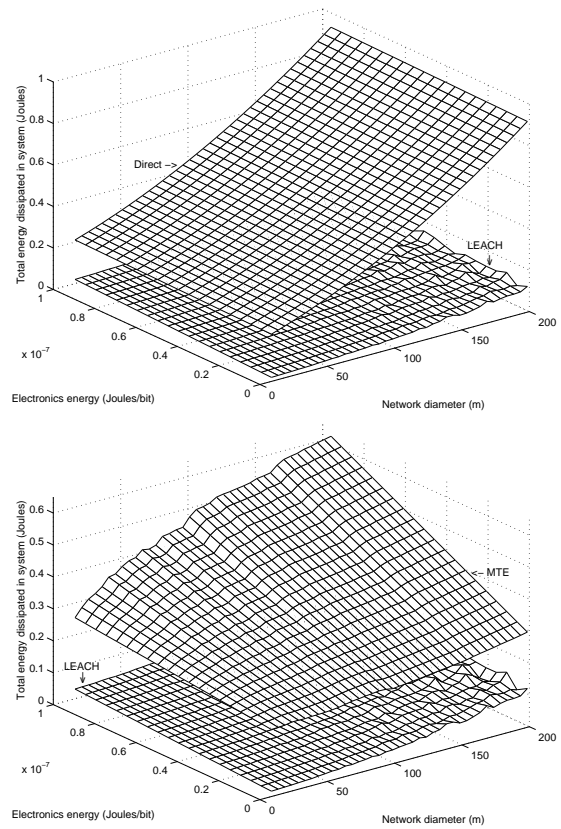 Total energy dissipated in system (Joules)
1
0.8
0.6
0.4
0.2
0
Direct −>
LEACH
1
0.8
0.6
0.4
0.2
0
x 10−7
Electronics energy (Joules/bit)
0
50
100
150
200
Network diameter (m)
Total energy dissipated in system (Joules)
0.6
0.5
0.4
0.3
0.2
0.1
0
<− MTE
LEACH
1
0.8
0.6
0.4
0.2
0
x 10−7
Electronics energy (Joules/bit)
0
50
100
150
200
Network diameter (m)